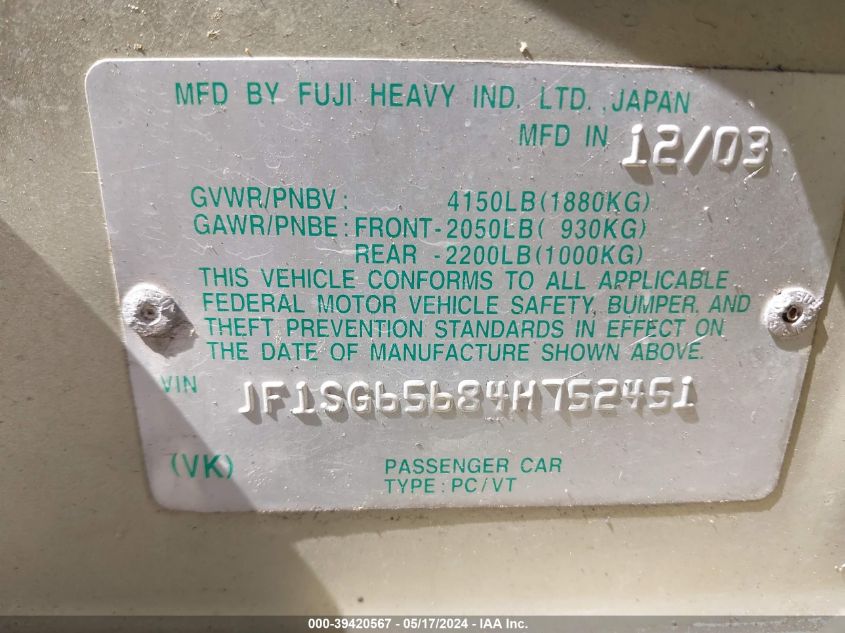 MFD BY FUJI HEAVY IND. LTD. JAPAN
MFD IN 12/03
GVWR/PNBV: 4150LB(1880KG)
GAWR/PNBE: FRONT-2050LB( 930KG)
REAR -2200LB(1000KG)
THIS VEHICLE CONFORMS TO ALL APPLICABLE
FEDERAL MOTOR VEHICLE SAFETY, BUMPER, AND
THEFT PREVENTION STANDARDS IN EFFECT ON
THE DATE OF MANUFACTURE SHOWN ABOVE.
VIN JF1SG65684H752451
(VK) PASSENGER CAR
TYPE: PC/VT
000-39420567 - 05/17/2024 - IAA Inc.